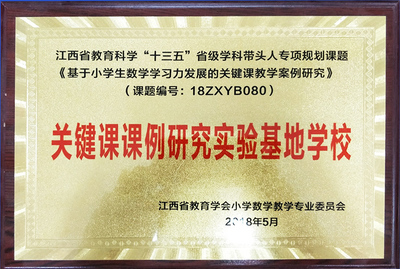 江西省教育科学“十三五”省级学科带头人专项规划课题
《基于小学生数学学习力发展的关键课教学案例研究》
（课题编号：18ZXYB080）
关键课课例研究实验基地学校
江西省教育学会小学数学教学专业委员会
2018年5月